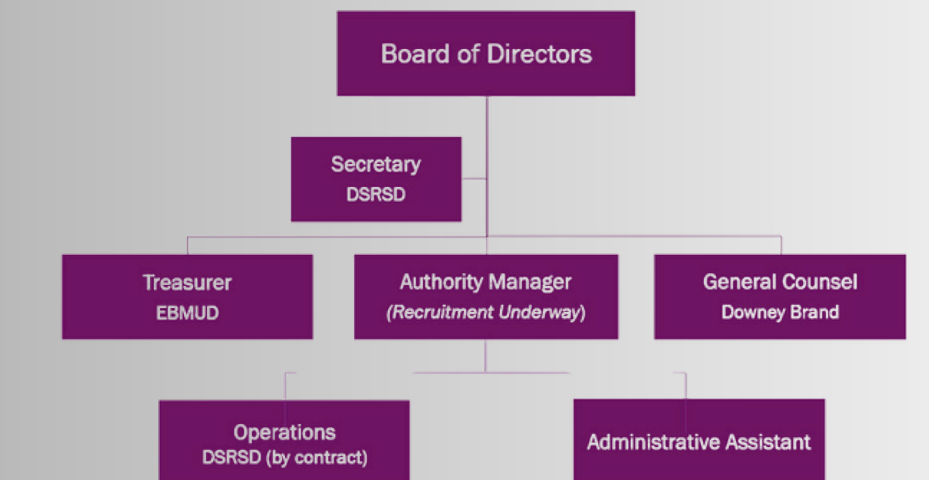 Board of Directors
Secretary
DSRSD
Treasurer
EBMUD
Authority Manager
(Recruitment Underway)
General Counsel
Downey Brand
Operations
DSRSD (by contract)
Administrative Assistant